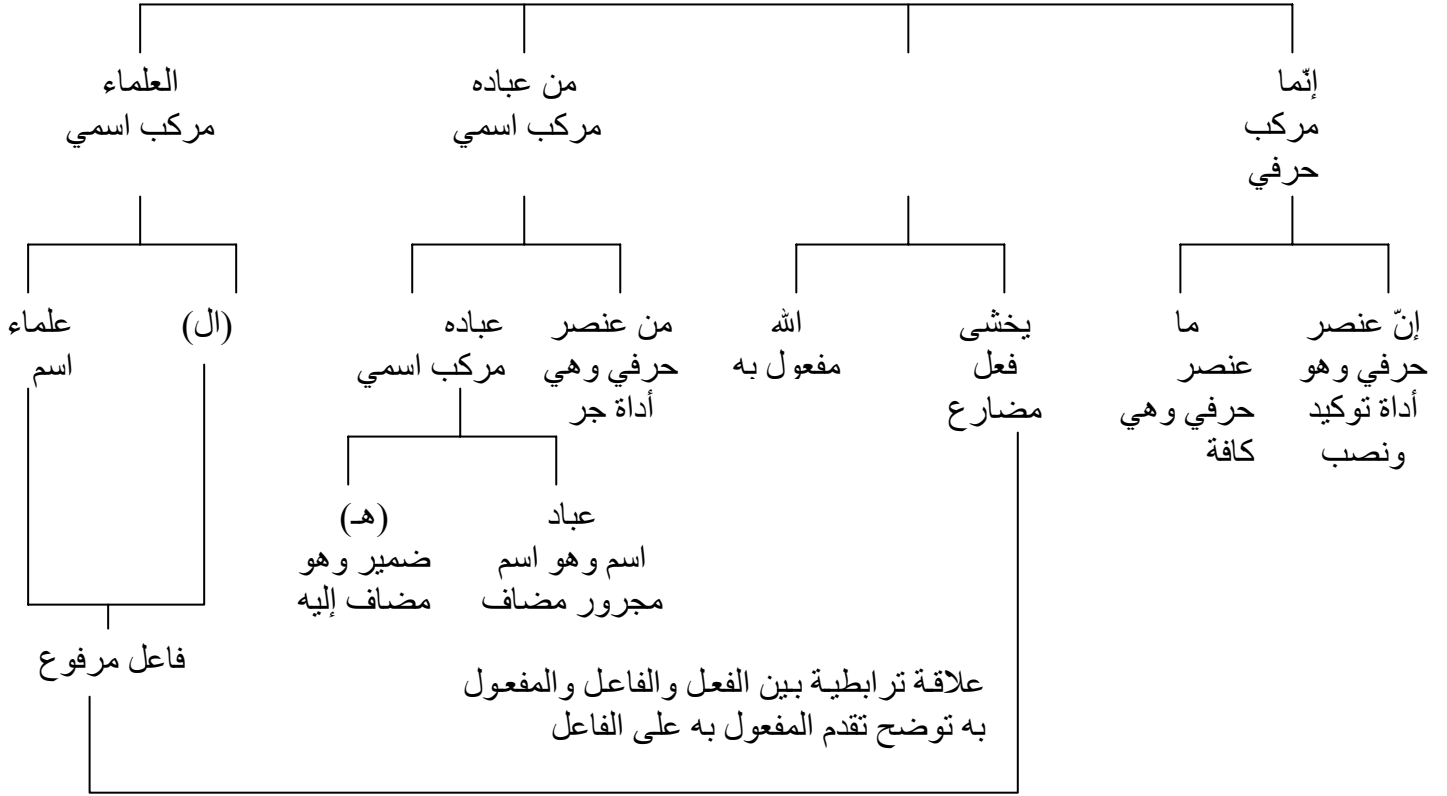 إنّما
مركب
حرفي
من عباده
مركب اسمي
العلماء
مركب اسمي
إنّ عنصر
حرفي وهو
أداة توكيد
ونصب
ما
عنصر
حرفي وهي
كافة
يخشى
فعل
مضارع
الله
مفعول به
من عنصر
حرفي وهي
أداة جر
عباده
مركب اسمي
(ال)
علماء
اسم
عباد
اسم وهو اسم
مجرور مضاف
(هـ)
ضمير وهو
مضاف إليه
فاعل مرفوع
علاقة ترابطية بين الفعل والفاعل والمفعول
به توضح تقدم المفعول به على الفاعل